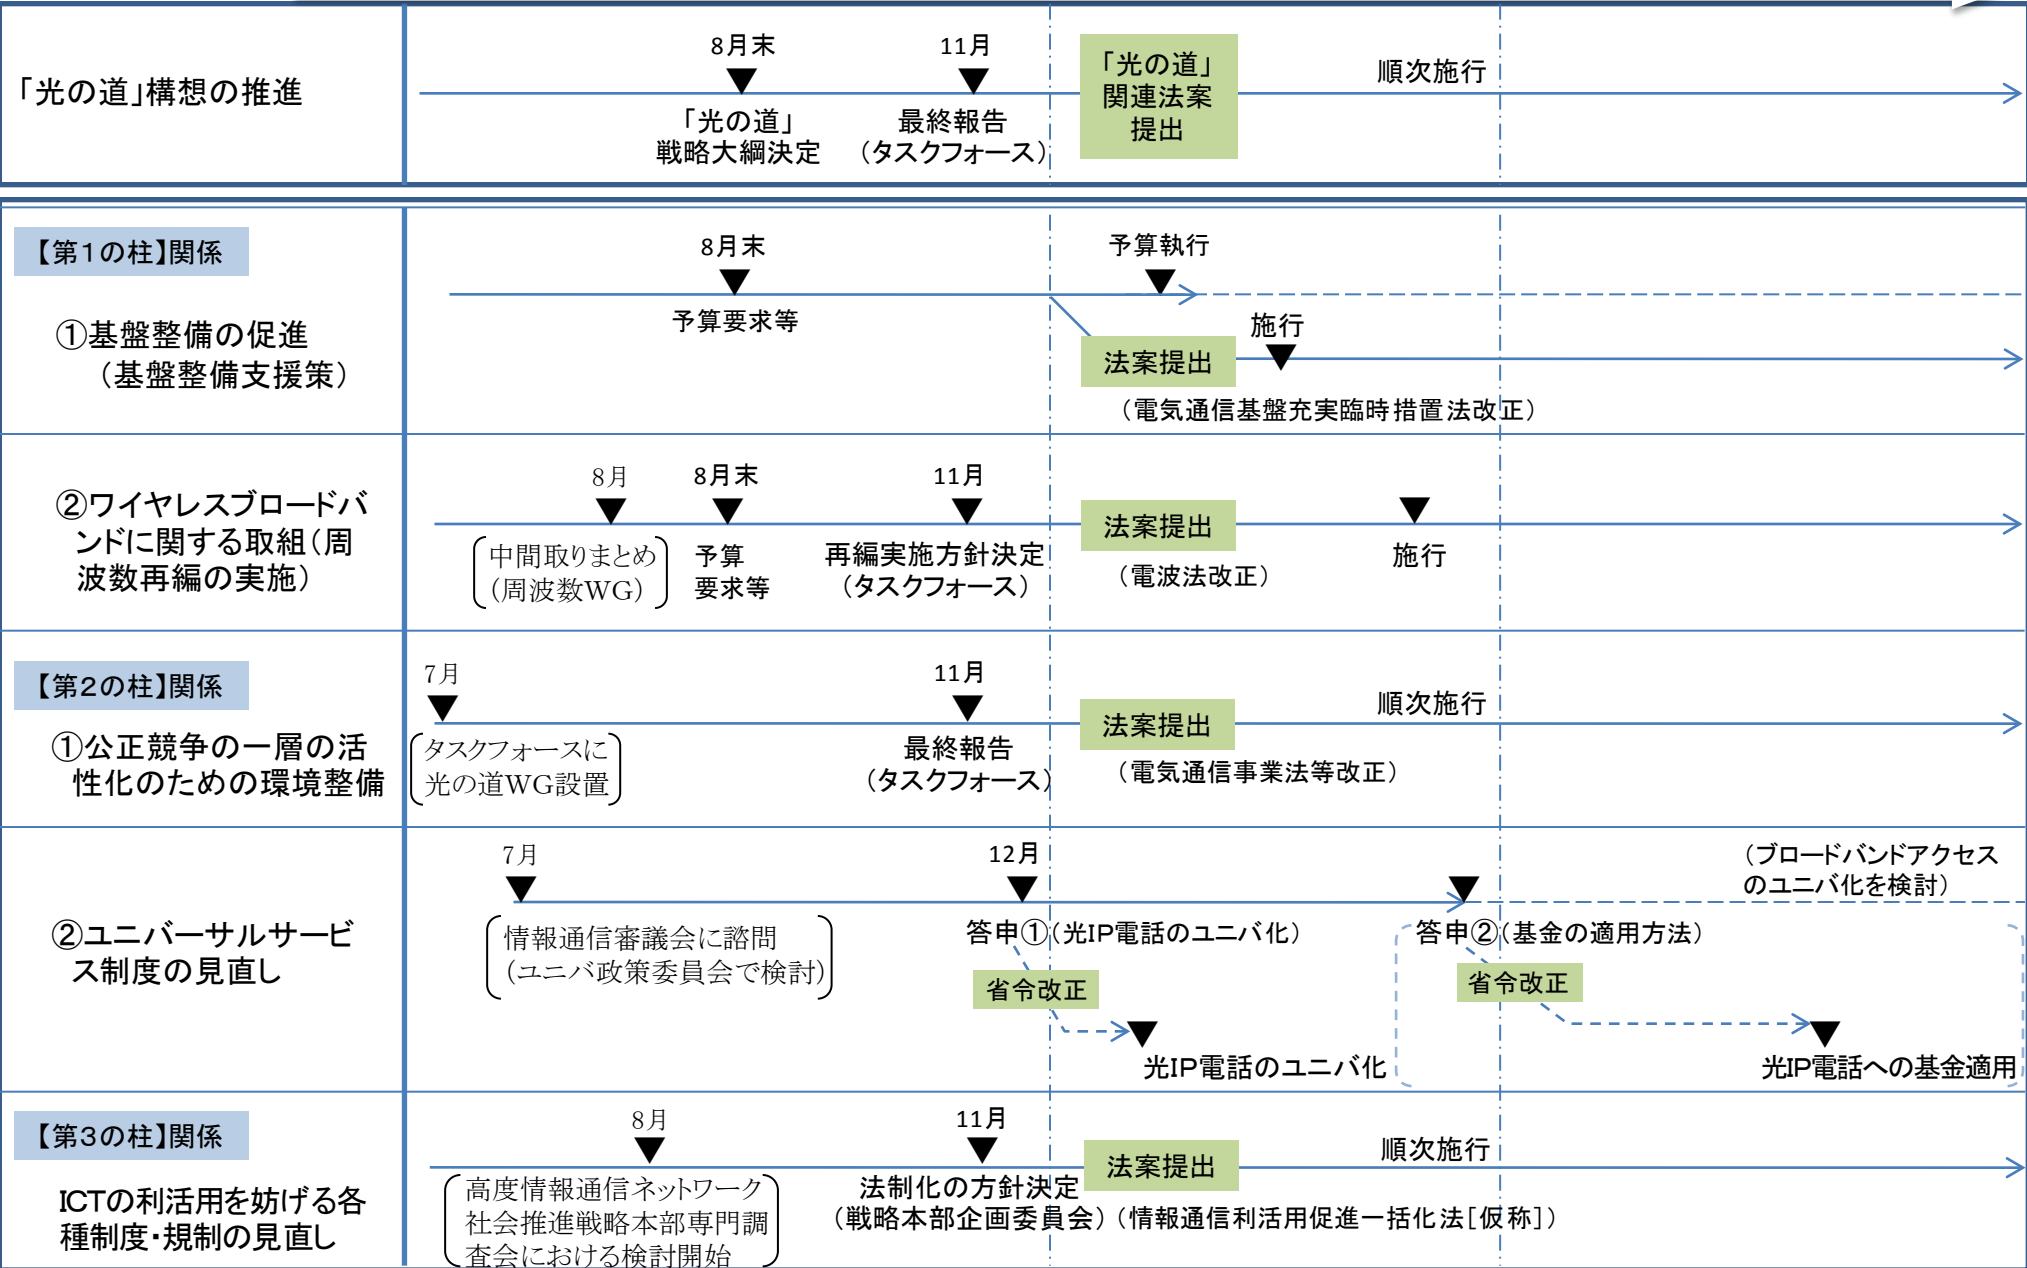 「光の道」構想の推進
8月末
「光の道」
戦略大綱決定
11月
最終報告
(タスクフォース)
「光の道」
関連法案
提出
順次施行
【第1の柱】関係
①基盤整備の促進
(基盤整備支援策)
8月末
予算要求等
予算執行
法案提出
施行
(電気通信基盤充実臨時措置法改正)
②ワイヤレスブロードバ
ンドに関する取組(周
波数再編の実施)
8月
中間取りまとめ
(周波数WG)
8月末
予算
要求等
11月
再編実施方針決定
(タスクフォース)
法案提出
(電波法改正)
施行
【第2の柱】関係
①公正競争の一層の活
性化のための環境整備
7月
タスクフォースに
光の道WG設置
11月
最終報告
(タスクフォース)
法案提出
(電気通信事業法等改正)
順次施行
②ユニバーサルサービ
ス制度の見直し
7月
情報通信審議会に諮問
(ユニバ政策委員会で検討)
12月
答申①(光IP電話のユニバ化)
省令改正
光IP電話のユニバ化
答申②(基金の適用方法)
省令改正
光IP電話への基金適用
(ブロードバンドアクセス
のユニバ化を検討)
【第3の柱】関係
ICTの利活用を妨げる各
種制度・規制の見直し
8月
高度情報通信ネットワーク
社会推進戦略本部専門調
査会における検討開始
11月
法制化の方針決定
(戦略本部企画委員会)
法案提出
(情報通信利活用促進一括化法[仮称])
順次施行